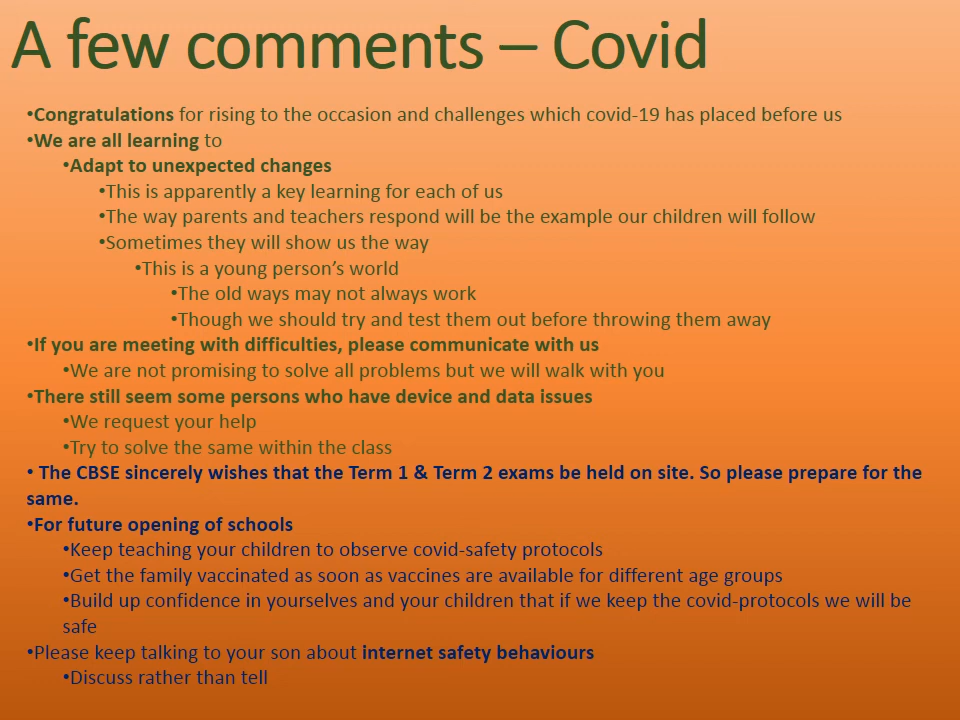 A few comments – Covid
•Congratulations for rising to the occasion and challenges which covid-19 has placed before us
•We are all learning to
•Adapt to unexpected changes
•This is apparently a key learning for each of us
•The way parents and teachers respond will be the example our children will follow
•Sometimes they will show us the way
•This is a young person’s world
•The old ways may not always work
•Though we should try and test them out before throwing them away
•If you are meeting with difficulties, please communicate with us
•We are not promising to solve all problems but we will walk with you
•There still seem some persons who have device and data issues
•We request your help
•Try to solve the same within the class
• The CBSE sincerely wishes that the Term 1 & Term 2 exams be held on site. So please prepare for the
same.
•For future opening of schools
•Keep teaching your children to observe covid-safety protocols
•Get the family vaccinated as soon as vaccines are available for different age groups
•Build up confidence in yourselves and your children that if we keep the covid-protocols we will be
safe
•Please keep talking to your son about internet safety behaviours
•Discuss rather than tell